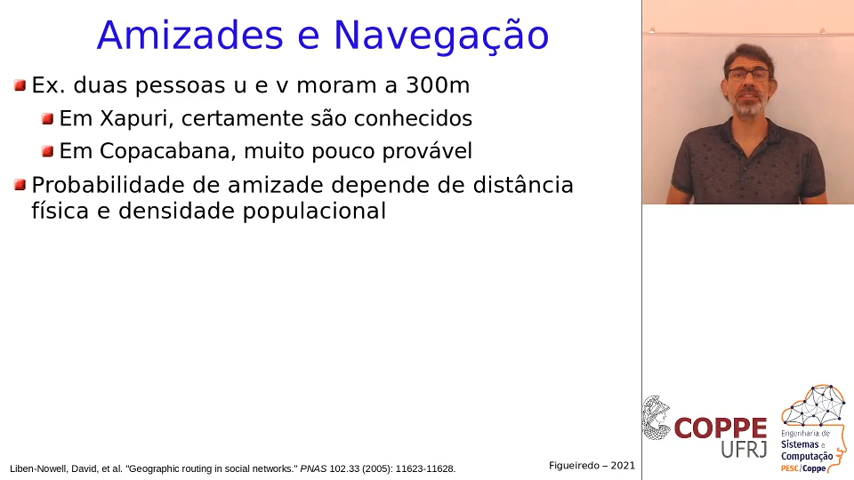 Amizades e Navegação
Ex. duas pessoas u e v moram a 300m
Em Xapuri, certamente são conhecidos
Em Copacabana, muito pouco provável
Probabilidade de amizade depende de distância
física e densidade populacional
Liben-Nowell, David, et al. "Geographic routing in social networks." PNAS 102.33 (2005): 11623-11628.
Figueiredo – 2021
COPPE
UFRJ
Engenharia de
Sistemas e
Computação
PESC/Coppe